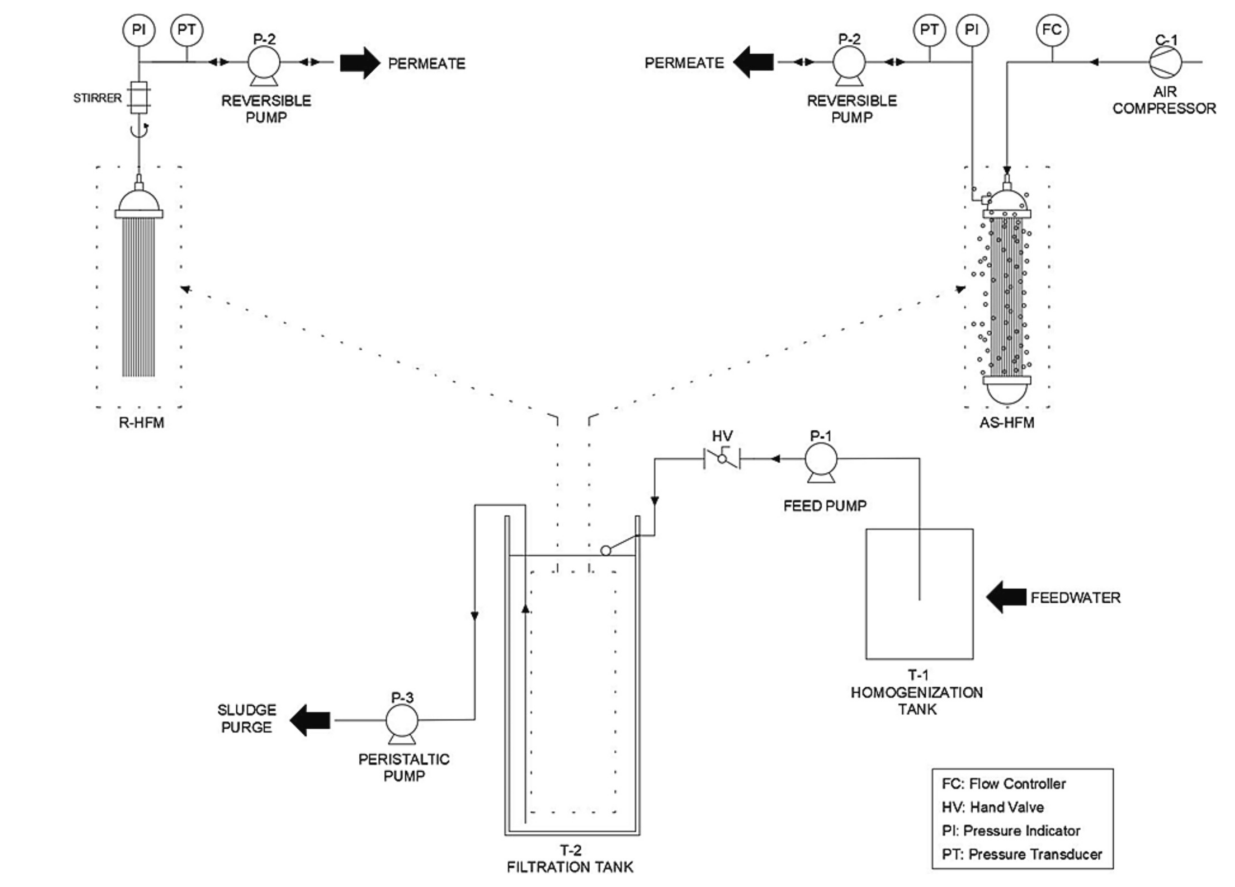 PI
PT
P-2
PERMEATE
STIRRER
REVERSIBLE
PUMP
R-HFM
PERMEATE
P-2
REVERSIBLE
PUMP
PT
PI
FC
C-1
AIR
COMPRESSOR
AS-HFM
HV
P-1
FEED PUMP
FEEDWATER
T-1
HOMOGENIZATION
TANK
SLUDGE
PURGE
P-3
PERISTALTIC
PUMP
T-2
FILTRATION TANK
FC: Flow Controller
HV: Hand Valve
PI: Pressure Indicator
PT: Pressure Transducer